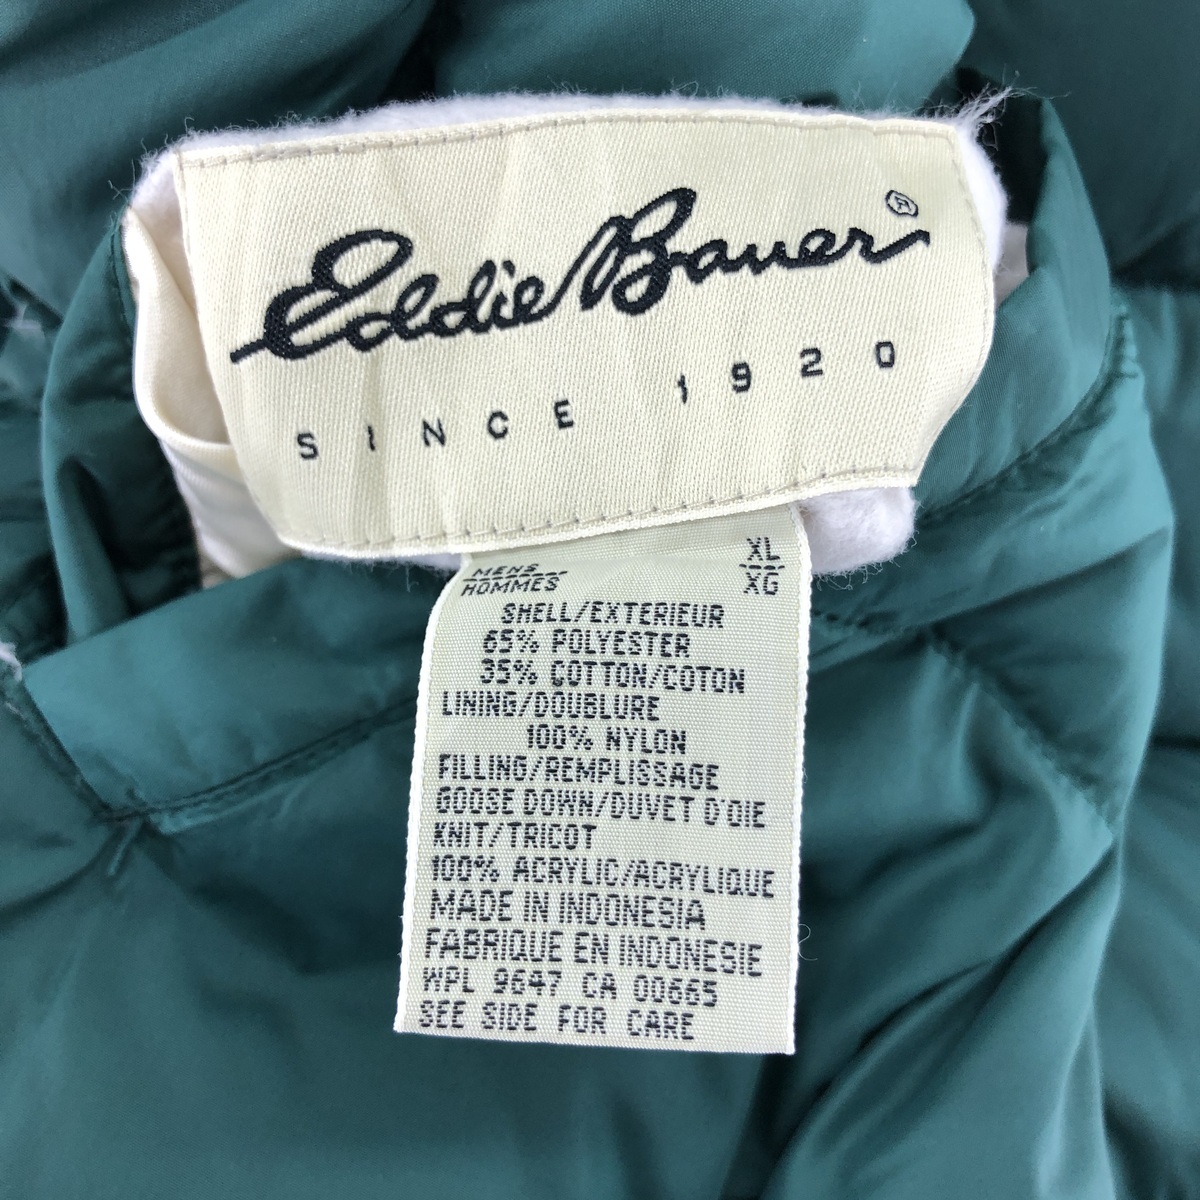 Eddie Bauer ®
SINCE 1920
MENS XL
HOMMES XG
SHELL/EXTERIEUR
65% POLYESTER
35% COTTON/COTON
LINING/DOUBLURE
100% NYLON
FILLING/REMPLISSAGE
GOOSE DOWN/DUVET D'OIE
KNIT/TRICOT
100% ACRYLIC/ACRYLIQUE
MADE IN INDONESIA
FABRIQUE EN INDONESIE
WPL 9647 CA 00665
SEE SIDE FOR CARE